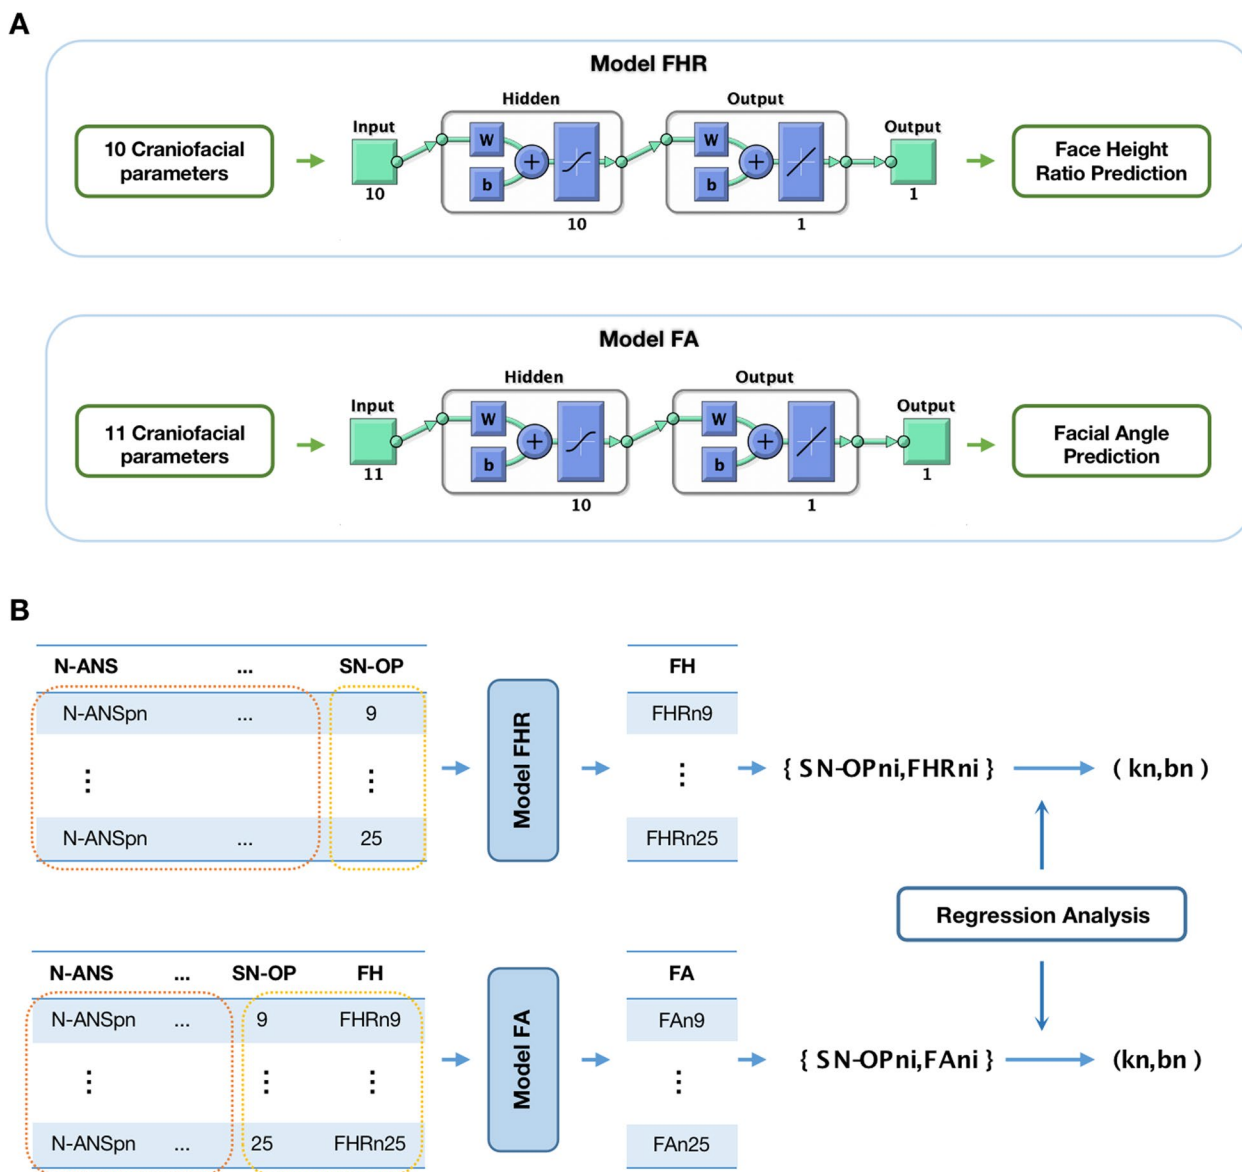 A
Model FHR
10 Craniofacial
parameters
Input
10
Hidden
W
b
+
10
Output
W
b
+
1
Output
1
Face Height
Ratio Prediction
Model FA
11 Craniofacial
parameters
Input
11
Hidden
W
b
+
10
Output
W
b
+
1
Output
1
Facial Angle
Prediction
B
N-ANS ... SN-OP
N-ANSpn ... 9
⋮ ⋮
N-ANSpn ... 25
Model FHR
FH
FHRn9
⋮
FHRn25
{ SN-OPni,FHRni }
( kn,bn )
Regression Analysis
N-ANS ... SN-OP FH
N-ANSpn ... 9 FHRn9
⋮ ⋮ ⋮
N-ANSpn ... 25 FHRn25
Model FA
FA
FAn9
⋮
FAn25
{ SN-OPni,FAni }
(kn,bn )